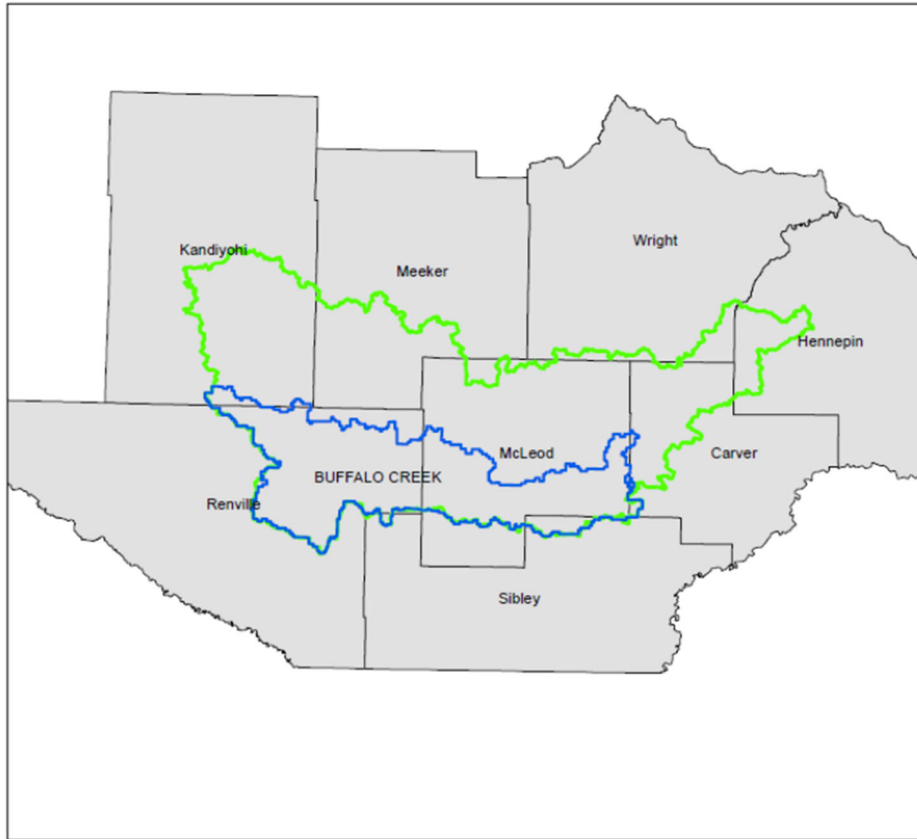 Kandiyohi
Wright
Meeker
Hennepin
McLeod
Carver
BUFFALO CREEK
Renville
Sibley